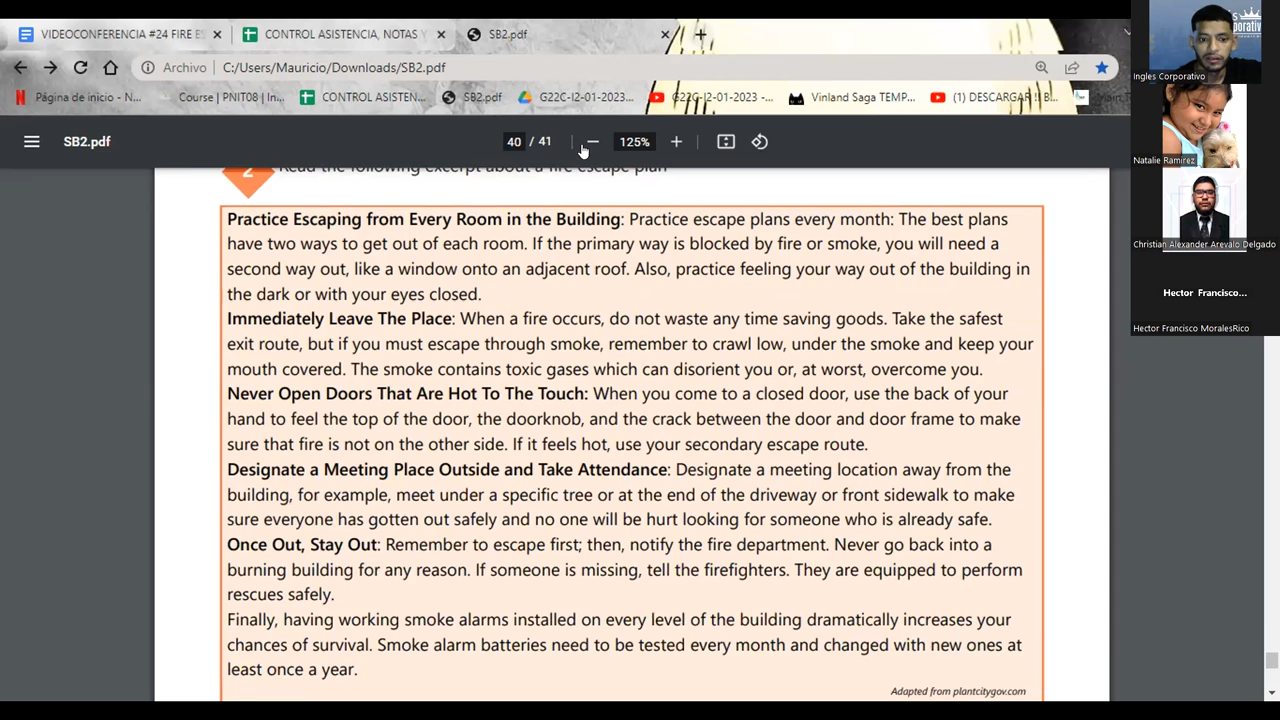 VIDEOCONFERENCIA #24 FIRE ES
CONTROL ASISTENCIA, NOTAS Y
SB2.pdf
Archivo
C:/Users/Mauricio/Downloads/SB2.pdf
Página de inicio - N...
Course | PNIT08 | In...
CONTROL ASISTEN...
SB2.pdf
G22C-I2-01-2023...
G22C-I2-01-2023 -...
Vinland Saga TEMP...
(1) DESCARGAR
SB2.pdf
40 / 41
125%
2 Read the following excerpt about a fire escape plan
Practice Escaping from Every Room in the Building: Practice escape plans every month: The best plans
have two ways to get out of each room. If the primary way is blocked by fire or smoke, you will need a
second way out, like a window onto an adjacent roof. Also, practice feeling your way out of the building in
the dark or with your eyes closed.
Immediately Leave The Place: When a fire occurs, do not waste any time saving goods. Take the safest
exit route, but if you must escape through smoke, remember to crawl low, under the smoke and keep your
mouth covered. The smoke contains toxic gases which can disorient you or, at worst, overcome you.
Never Open Doors That Are Hot To The Touch: When you come to a closed door, use the back of your
hand to feel the top of the door, the doorknob, and the crack between the door and door frame to make
sure that fire is not on the other side. If it feels hot, use your secondary escape route.
Designate a Meeting Place Outside and Take Attendance: Designate a meeting location away from the
building, for example, meet under a specific tree or at the end of the driveway or front sidewalk to make
sure everyone has gotten out safely and no one will be hurt looking for someone who is already safe.
Once Out, Stay Out: Remember to escape first; then, notify the fire department. Never go back into a
burning building for any reason. If someone is missing, tell the firefighters. They are equipped to perform
rescues safely.
Finally, having working smoke alarms installed on every level of the building dramatically increases your
chances of survival. Smoke alarm batteries need to be tested every month and changed with new ones at
least once a year.
Adapted from plantcitygov.com
Ingles Corporativo
Natalie Ramirez
Christian Alexander Arevalo Delgado
Hector Francisco...
Hector Francisco MoralesRico